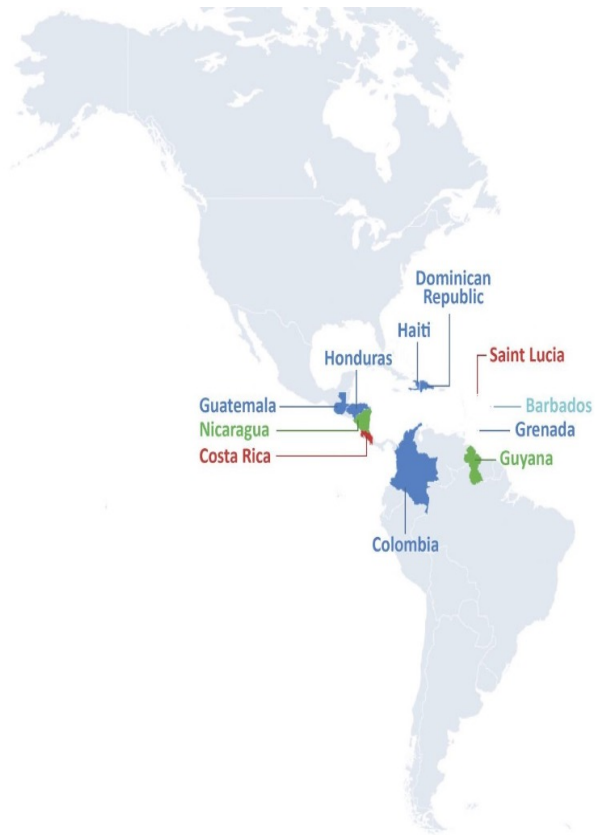 Dominican
Republic
Haiti
Honduras
Saint Lucia
Guatemala
Barbados
Nicaragua
Grenada
Costa Rica
Guyana
Colombia